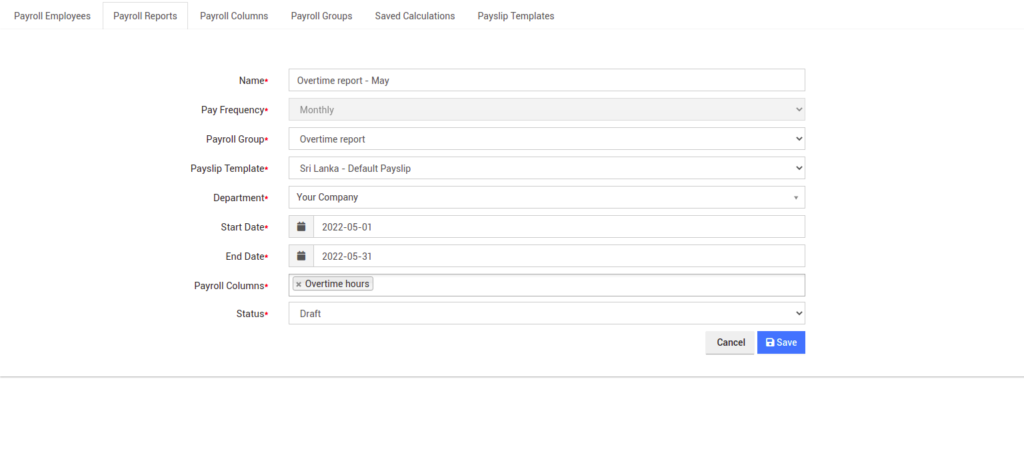 Payroll Employees Payroll Reports Payroll Columns Payroll Groups Saved Calculations Payslip Templates
Name* Overtime report - May
Pay Frequency* Monthly
Payroll Group* Overtime report
Payslip Template* Sri Lanka - Default Payslip
Department* Your Company
Start Date* 2022-05-01
End Date* 2022-05-31
Payroll Columns* × Overtime hours
Status* Draft
Cancel Save